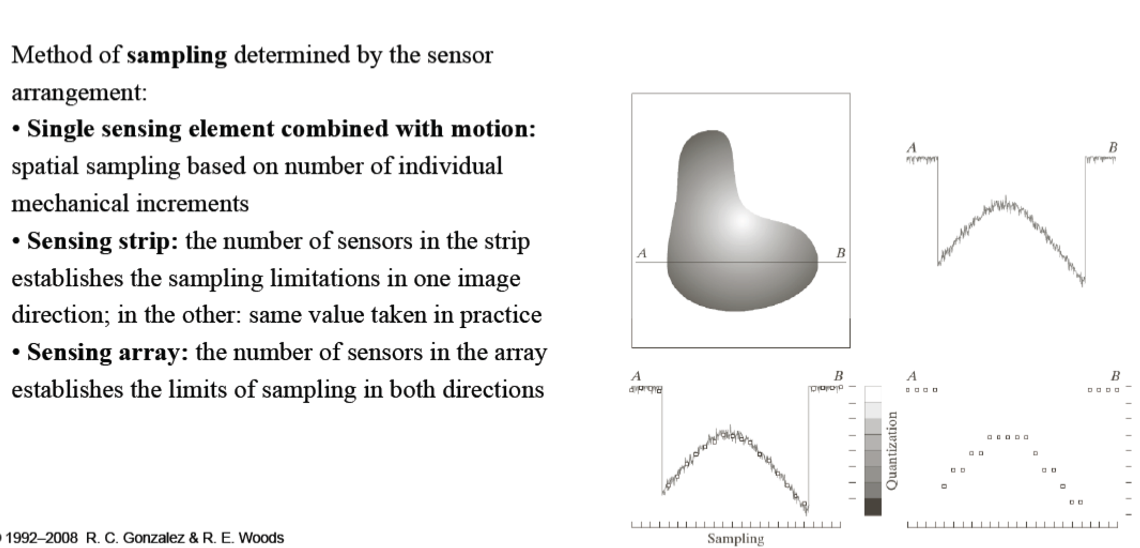 Method of sampling determined by the sensor
arrangement:
• Single sensing element combined with motion:
spatial sampling based on number of individual
mechanical increments
• Sensing strip: the number of sensors in the strip
establishes the sampling limitations in one image
direction; in the other: same value taken in practice
• Sensing array: the number of sensors in the array
establishes the limits of sampling in both directions
A B
A B
A B
A B
Quantization
Sampling
1992–2008 R. C. Gonzalez & R. E. Woods